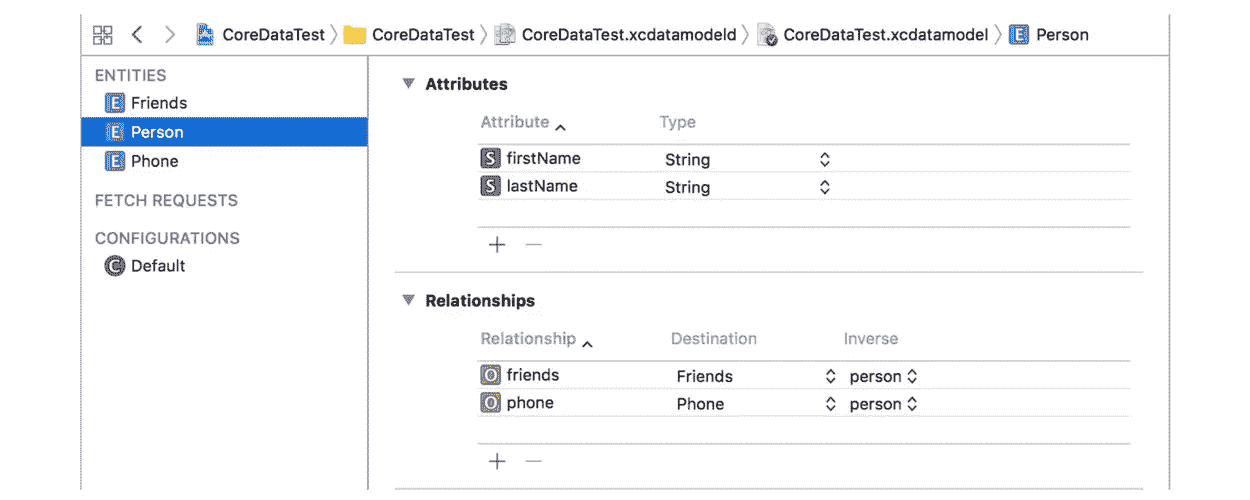 CoreDataTest CoreDataTest CoreDataTest.xcdatamodeld CoreDataTest.xcdatamodel E Person
ENTITIES
E Friends
E Person
E Phone
FETCH REQUESTS
CONFIGURATIONS
C Default
Attributes
Attribute Type
S firstName String
S lastName String
+ −
Relationships
Relationship Destination Inverse
O friends Friends person
O phone Phone person
+ −